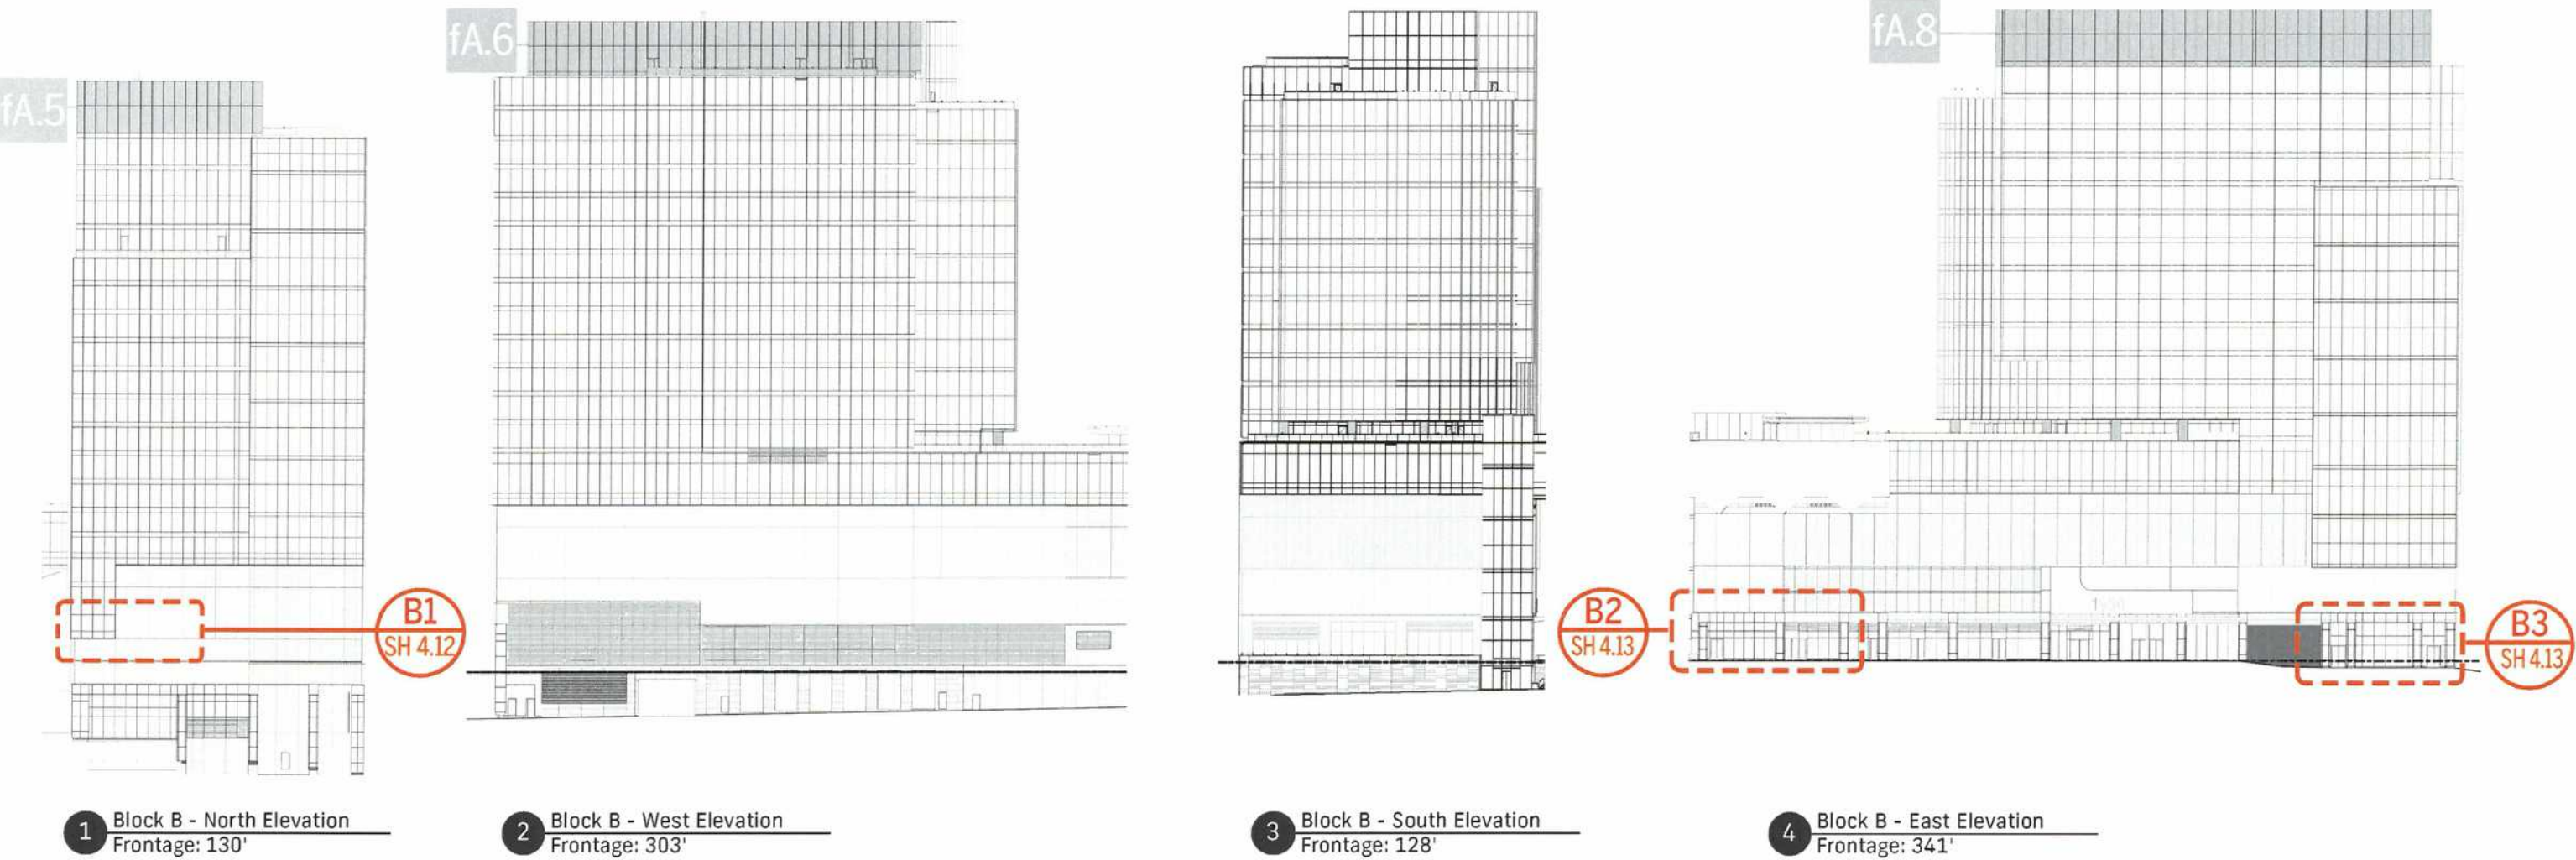 fA.5
fA.6
fA.8
B1
SH 4.12
B2
SH 4.13
B3
SH 4.13
1
Block B - North Elevation
Frontage: 130'
2
Block B - West Elevation
Frontage: 303'
3
Block B - South Elevation
Frontage: 128'
4
Block B - East Elevation
Frontage: 341'